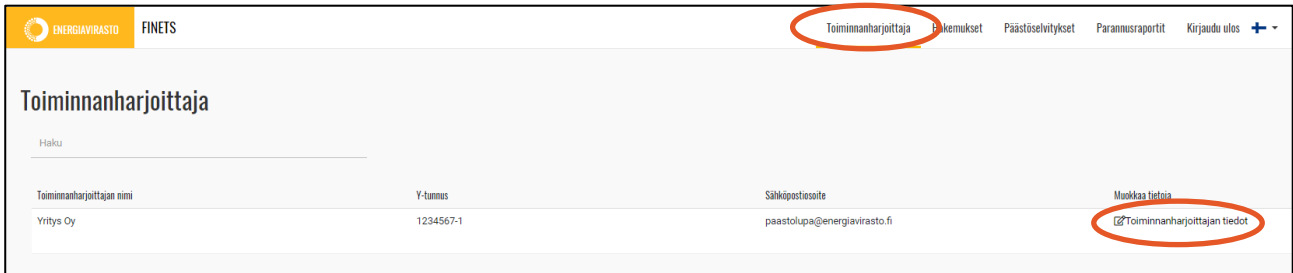 ENERGIAVIRASTO FINETS Toiminnanharjoittaja Hakemukset Päästöselvitykset Parannusraportit Kirjaudu ulos
Toiminnanharjoittaja
Haku
Toiminnanharjoittajan nimi Y-tunnus Sähköpostiosoite Muokkaa tietoja
Yritys Oy 1234567-1 paastolupa@energiavirasto.fi Toiminnanharjoittajan tiedot